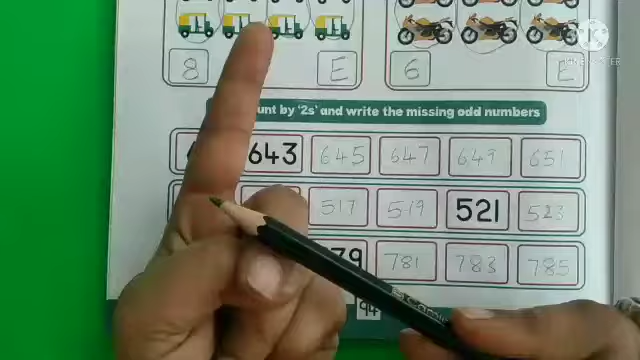 8 E 6 E
unt by '2s' and write the missing odd numbers
643 645 647 649 651
517 519 521 523
79 781 783 785
94